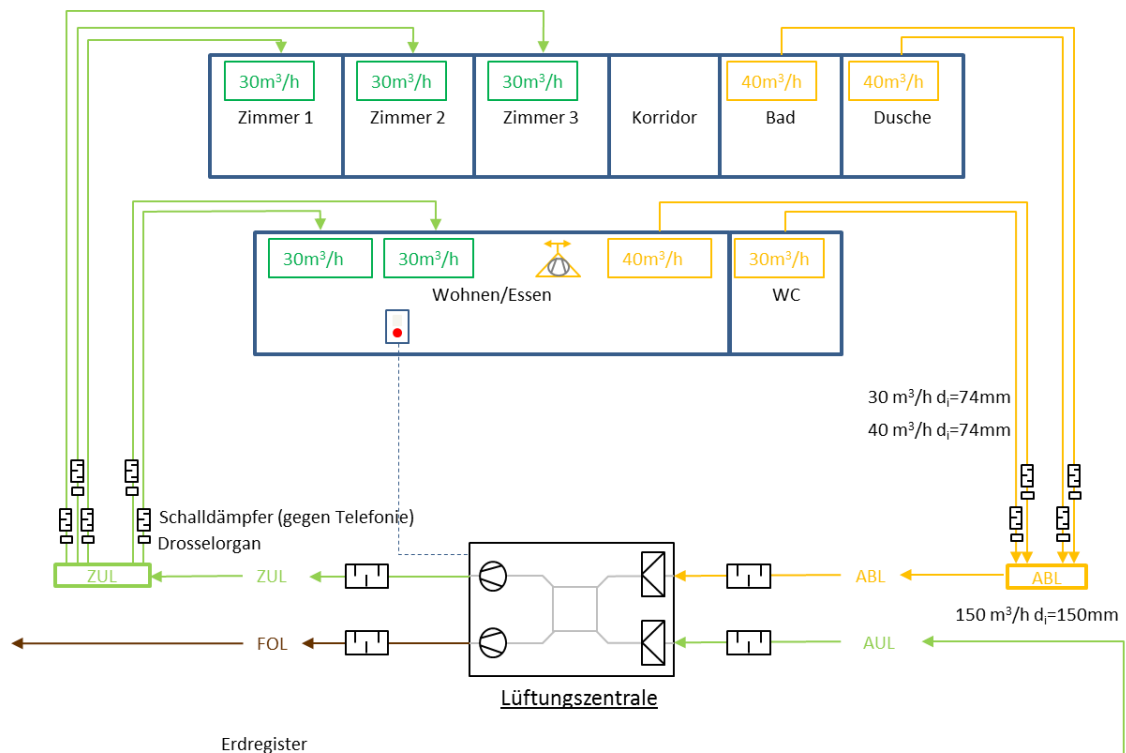 30m³/h 30m³/h 30m³/h 40m³/h 40m³/h
Zimmer 1 Zimmer 2 Zimmer 3 Korridor Bad Dusche
30m³/h 30m³/h 40m³/h 30m³/h
Wohnen/Essen WC
30 m³/h dᵢ=74mm
40 m³/h dᵢ=74mm
Schalldämpfer (gegen Telefonie)
Drosselorgan
ZUL ZUL ABL ABL
150 m³/h dᵢ=150mm
FOL AUL
Lüftungszentrale
Erdregister